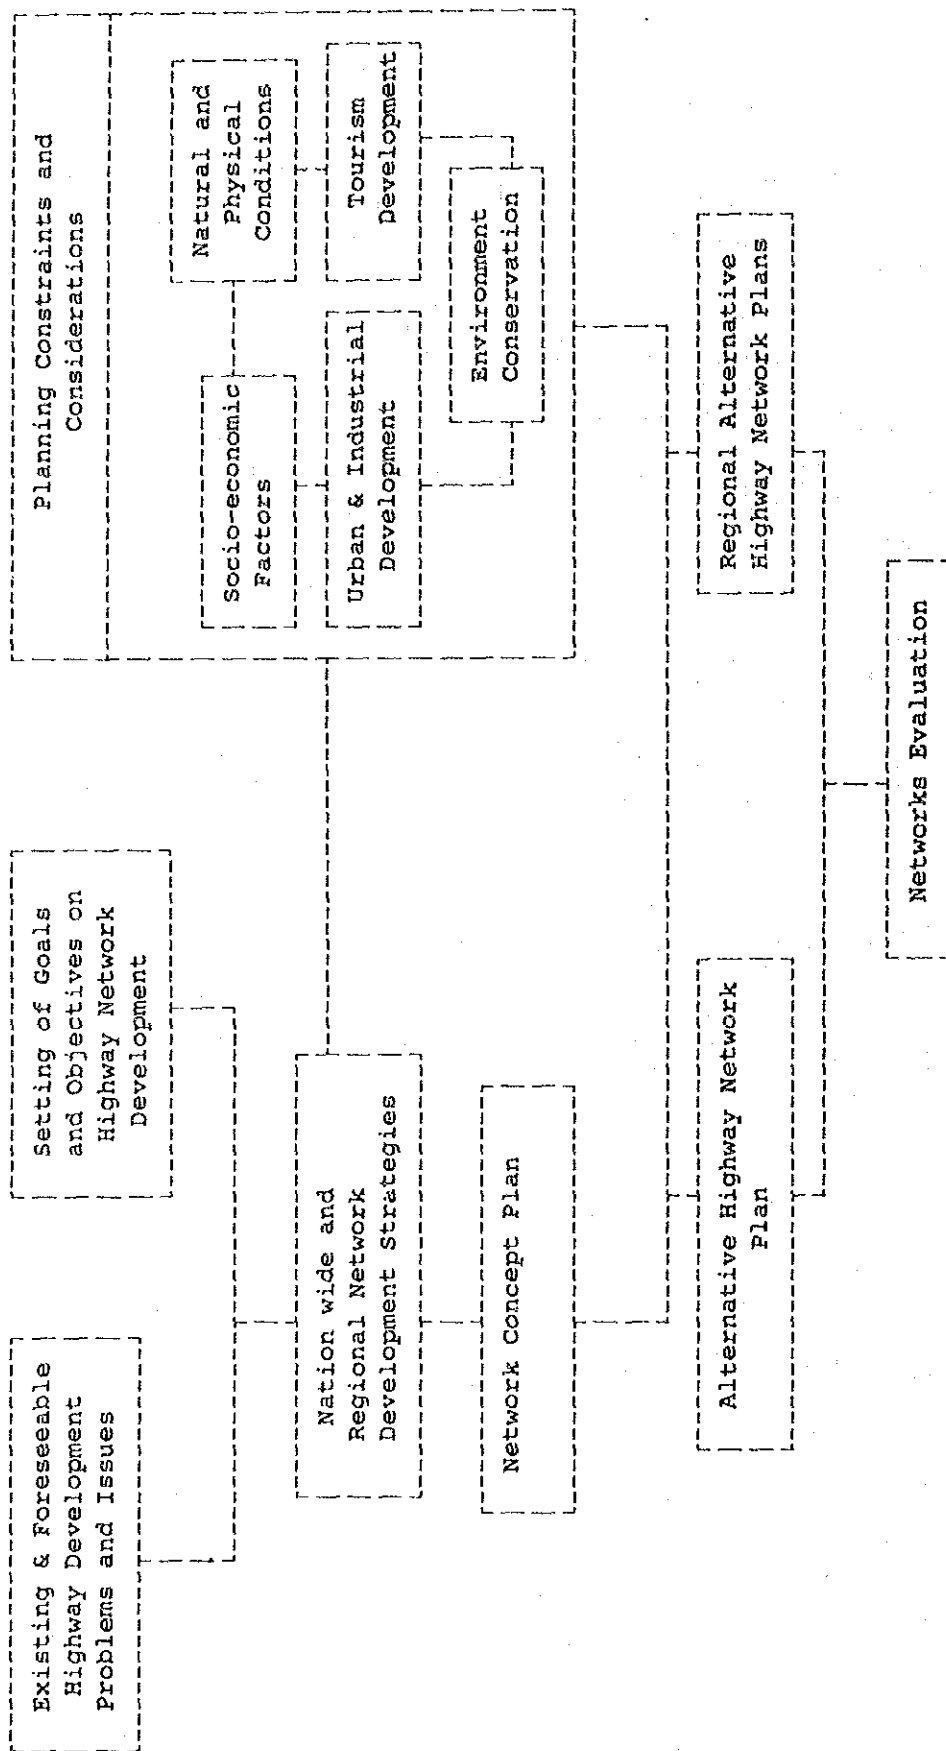 Existing & Foreseeable
Highway Development
Problems and Issues
Setting of Goals
and Objectives on
Highway Network
Development
Planning Constraints and
Considerations
Socio-economic
Factors
Natural and
Physical
Conditions
Urban & Industrial
Development
Tourism
Development
Environment
Conservation
Nation wide and
Regional Network
Development Strategies
Network Concept Plan
Alternative Highway Network
Plan
Regional Alternative
Highway Network Plans
Networks Evaluation